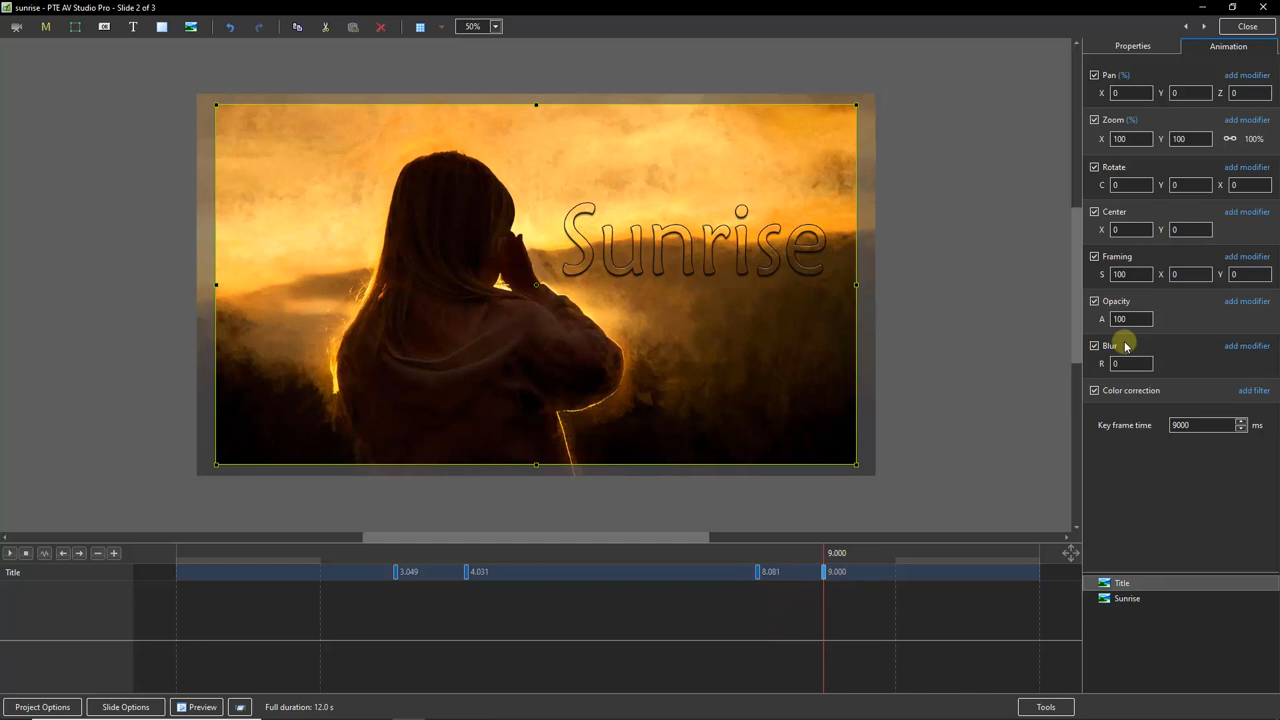 sunrise - PTE AV Studio Pro - Slide 2 of 3
M OK T 50% Close
Properties Animation
Pan (%) add modifier
X 0 Y 0 Z 0
Zoom (%) add modifier
X 100 Y 100 100%
Rotate add modifier
C 0 Y 0 X 0
Center add modifier
X 0 Y 0
Framing add modifier
S 100 X 0 Y 0
Opacity add modifier
A 100
Blur add modifier
R 0
Color correction add filter
Key frame time 9000 ms
Sunrise
9.000
Title 3.049 4.031 8.081 9.000
Title
Sunrise
Project Options Slide Options Preview Full duration: 12.0 s Tools